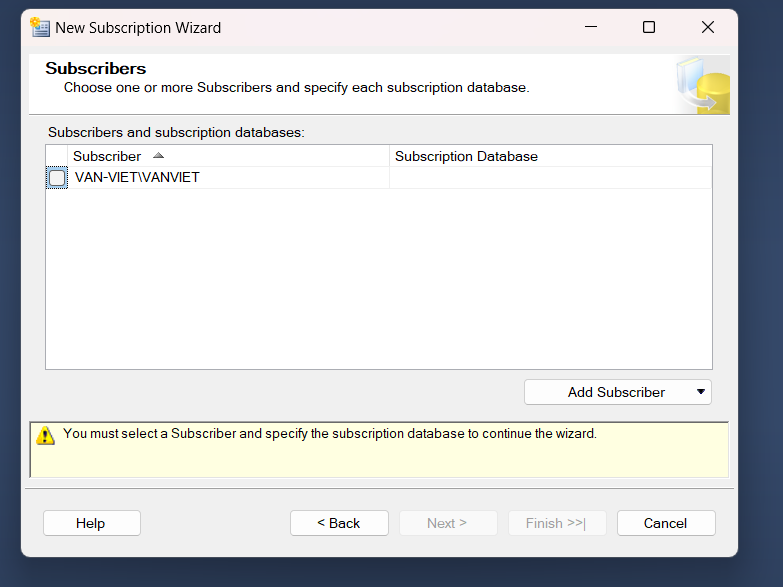 New Subscription Wizard
Subscribers
Choose one or more Subscribers and specify each subscription database.
Subscribers and subscription databases:
Subscriber Subscription Database
VAN-VIET\VANVIET
Add Subscriber
You must select a Subscriber and specify the subscription database to continue the wizard.
Help < Back Next > Finish >>| Cancel